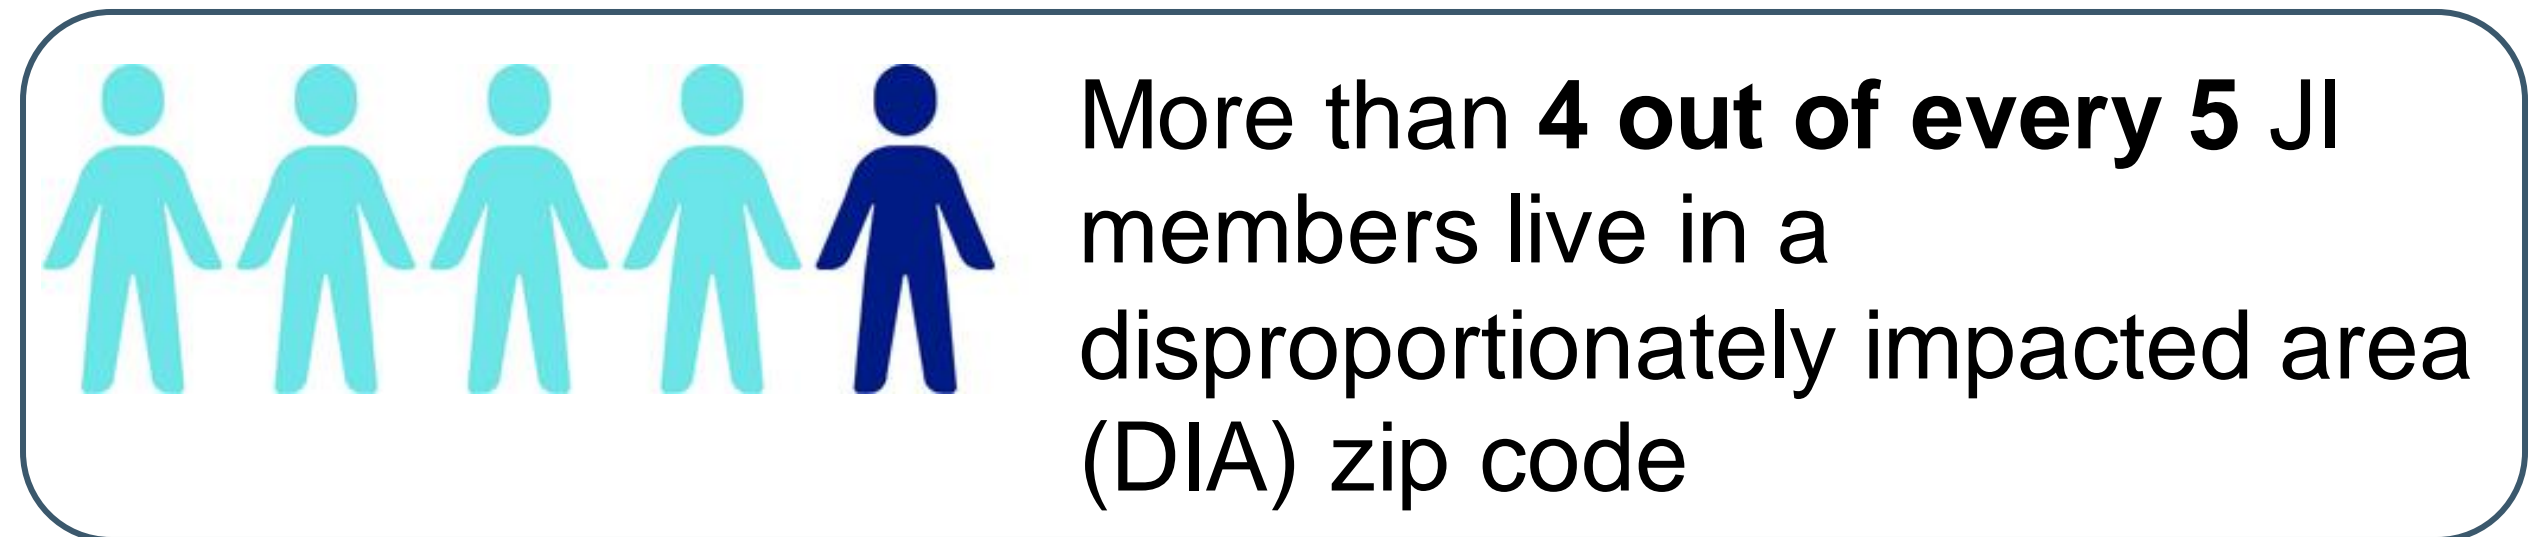 More than 4 out of every 5 JI
members live in a
disproportionately impacted area
(DIA) zip code